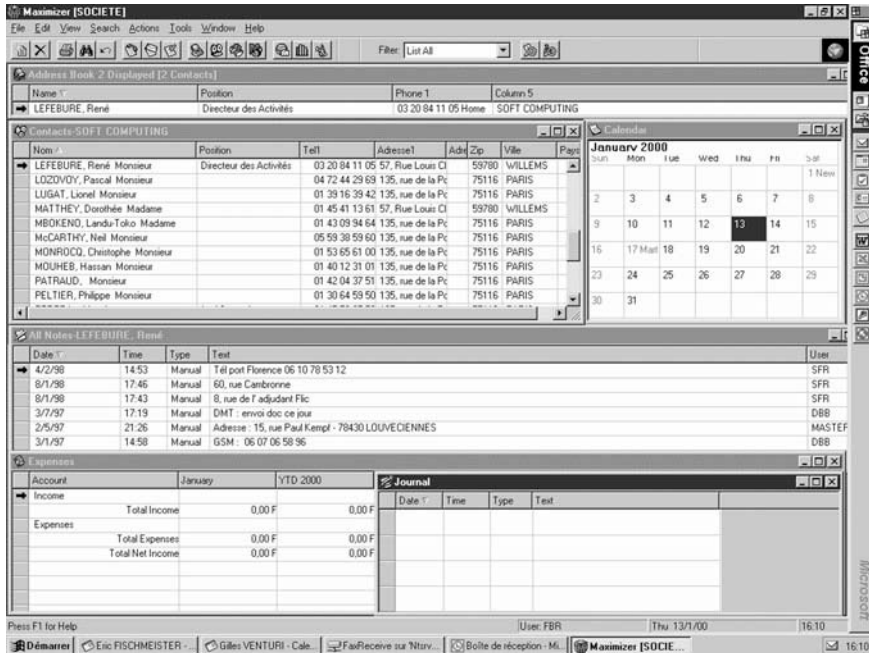 Maximizer [SOCIETE]
File Edit View Search Actions Tools Window Help
Filter: List All
Address Book 2 Displayed [2 Contacts]
Name Position Phone 1 Column 5
LEFEBURE, René Directeur des Activités 03 20 84 11 05 Home SOFT COMPUTING
Contacts-SOFT COMPUTING
Nom Position Tel1 Adresse1 Adre Zip Ville Pays
LEFEBURE, René Monsieur Directeur des Activités 03 20 84 11 05 57, Rue Louis Cl 59780 WILLEMS
LOZOVOY, Pascal Monsieur 04 72 44 29 69 135, rue de la Pc 75116 PARIS
LUGAT, Lionel Monsieur 01 39 16 39 42 135, rue de la Pc 75116 PARIS
MATTHEY, Dorothée Madame 01 45 41 13 61 57, Rue Louis Cl 59780 WILLEMS
MBOKENO, Landu-Toko Madame 01 43 09 94 64 135, rue de la Pc 75116 PARIS
McCARTHY, Neil Monsieur 05 59 38 59 60 135, rue de la Pc 75116 PARIS
MONROCQ, Christophe Monsieur 01 53 65 61 00 135, rue de la Pc 75116 PARIS
MOUHEB, Hassan Monsieur 01 40 12 31 01 135, rue de la Pc 75116 PARIS
PATRAUD, Monsieur 01 42 04 37 51 135, rue de la Pc 75116 PARIS
PELTIER, Philippe Monsieur 01 30 64 59 50 135, rue de la Pc 75116 PARIS
Calendar
January 2000
Sun Mon Tue Wed Thu Fri Sat
1 New
2 3 4 5 6 7 8
9 10 11 12 13 14 15
16 17 Mart 18 19 20 21 22
23 24 25 26 27 28 29
30 31
All Notes-LEFEBURE, René
Date Time Type Text User
4/2/98 14:53 Manual Tél port Florence 06 10 78 53 12 SFR
8/1/98 17:46 Manual 60, rue Cambronne SFR
8/1/98 17:43 Manual 8, rue de l' adjudant Flic SFR
3/7/97 17:19 Manual DMT : envoi doc ce jour DBB
2/5/97 21:26 Manual Adresse : 15, rue Paul Kempf - 78430 LOUVECIENNES MASTER
3/1/97 14:58 Manual GSM : 06 07 06 58 96 DBB
Expenses
Account January YTD 2000
Income
Total Income 0,00 F 0,00 F
Expenses
Total Expenses 0,00 F 0,00 F
Total Net Income 0,00 F 0,00 F
Journal
Date Time Type Text
Press F1 for Help User: FBR Thu 13/1/00 16:10
Démarrer Eric FISCHMEISTER -... Gilles VENTURI - Cale... FaxReceive sur 'Ntsrv... Boîte de réception - Mi... Maximizer [SOCIE... 16:10
Office
Microsoft